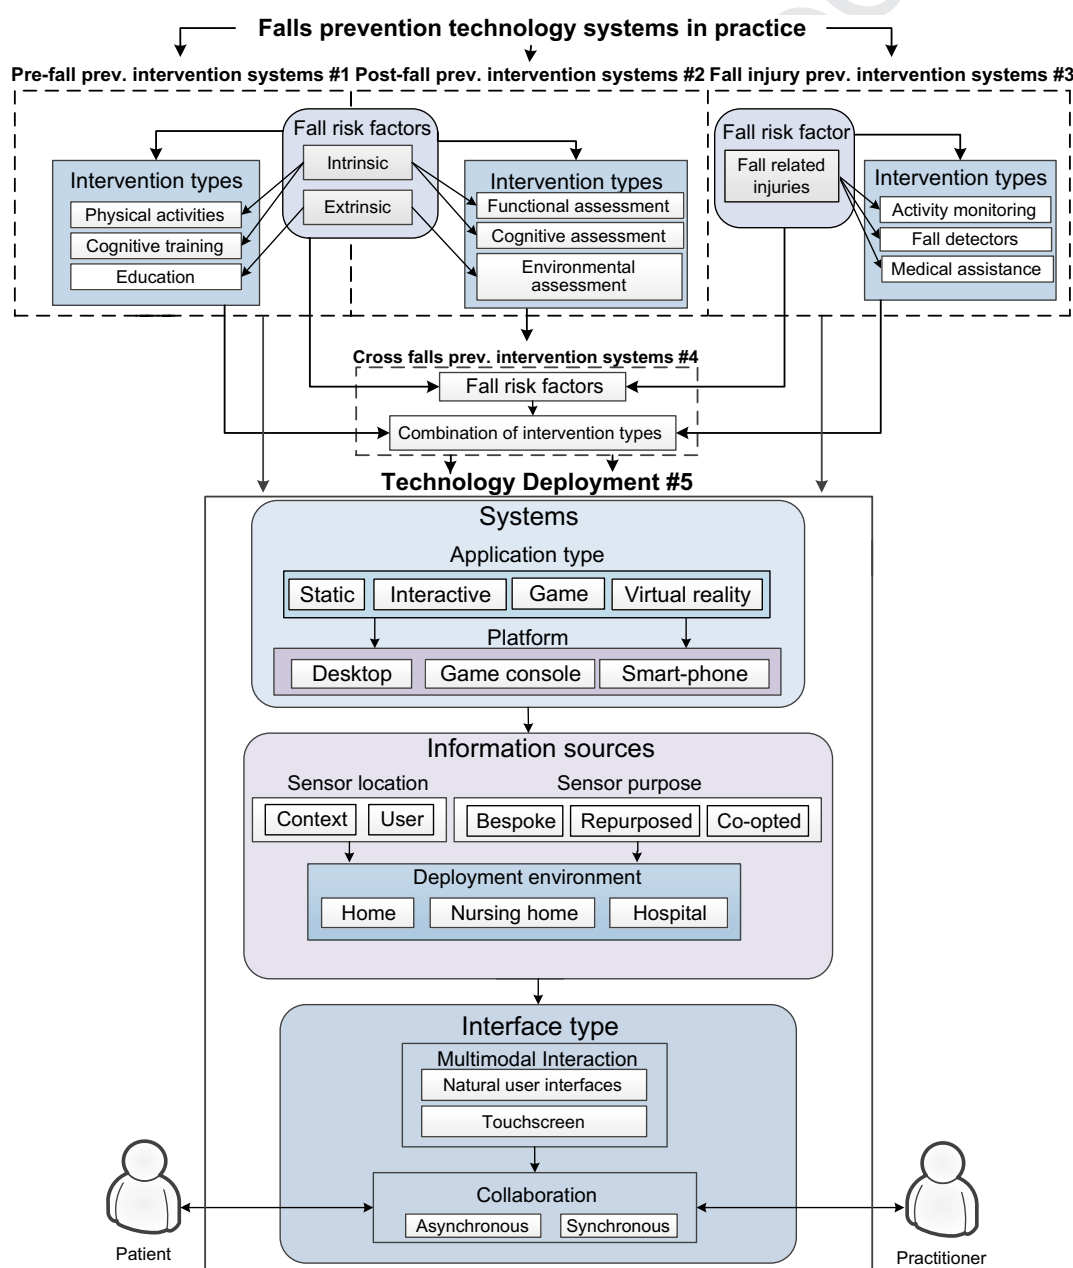 Falls prevention technology systems in practice
Pre-fall prev. intervention systems #1
Post-fall prev. intervention systems #2
Fall injury prev. intervention systems #3
Fall risk factors
Intrinsic
Extrinsic
Intervention types
Physical activities
Cognitive training
Education
Intervention types
Functional assessment
Cognitive assessment
Environmental
assessment
Fall risk factor
Fall related
injuries
Intervention types
Activity monitoring
Fall detectors
Medical assistance
Cross falls prev. intervention systems #4
Fall risk factors
Combination of intervention types
Technology Deployment #5
Systems
Application type
Static
Interactive
Game
Virtual reality
Platform
Desktop
Game console
Smart-phone
Information sources
Sensor location
Sensor purpose
Context
User
Bespoke
Repurposed
Co-opted
Deployment environment
Home
Nursing home
Hospital
Interface type
Multimodal Interaction
Natural user interfaces
Touchscreen
Collaboration
Asynchronous
Synchronous
Patient
Practitioner